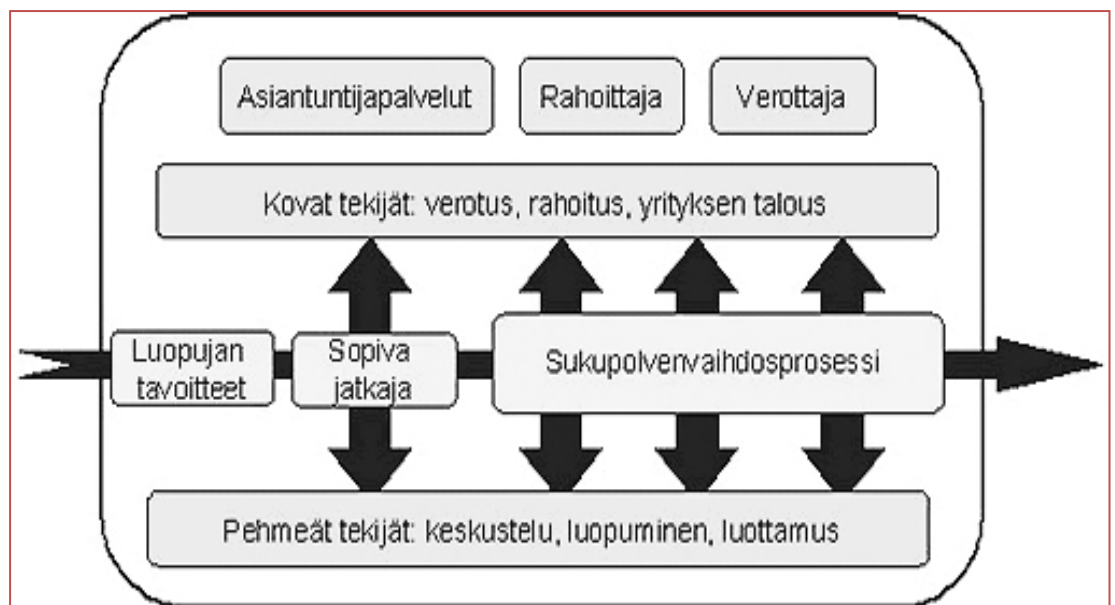 Asiantuntijapalvelut
Rahoittaja
Verottaja
Kovat tekijät: verotus, rahoitus, yrityksen talous
Luopujan
tavoitteet
Sopiva
jatkaja
Sukupolvenvaihdosprosessi
Pehmeät tekijät: keskustelu, luopuminen, luottamus